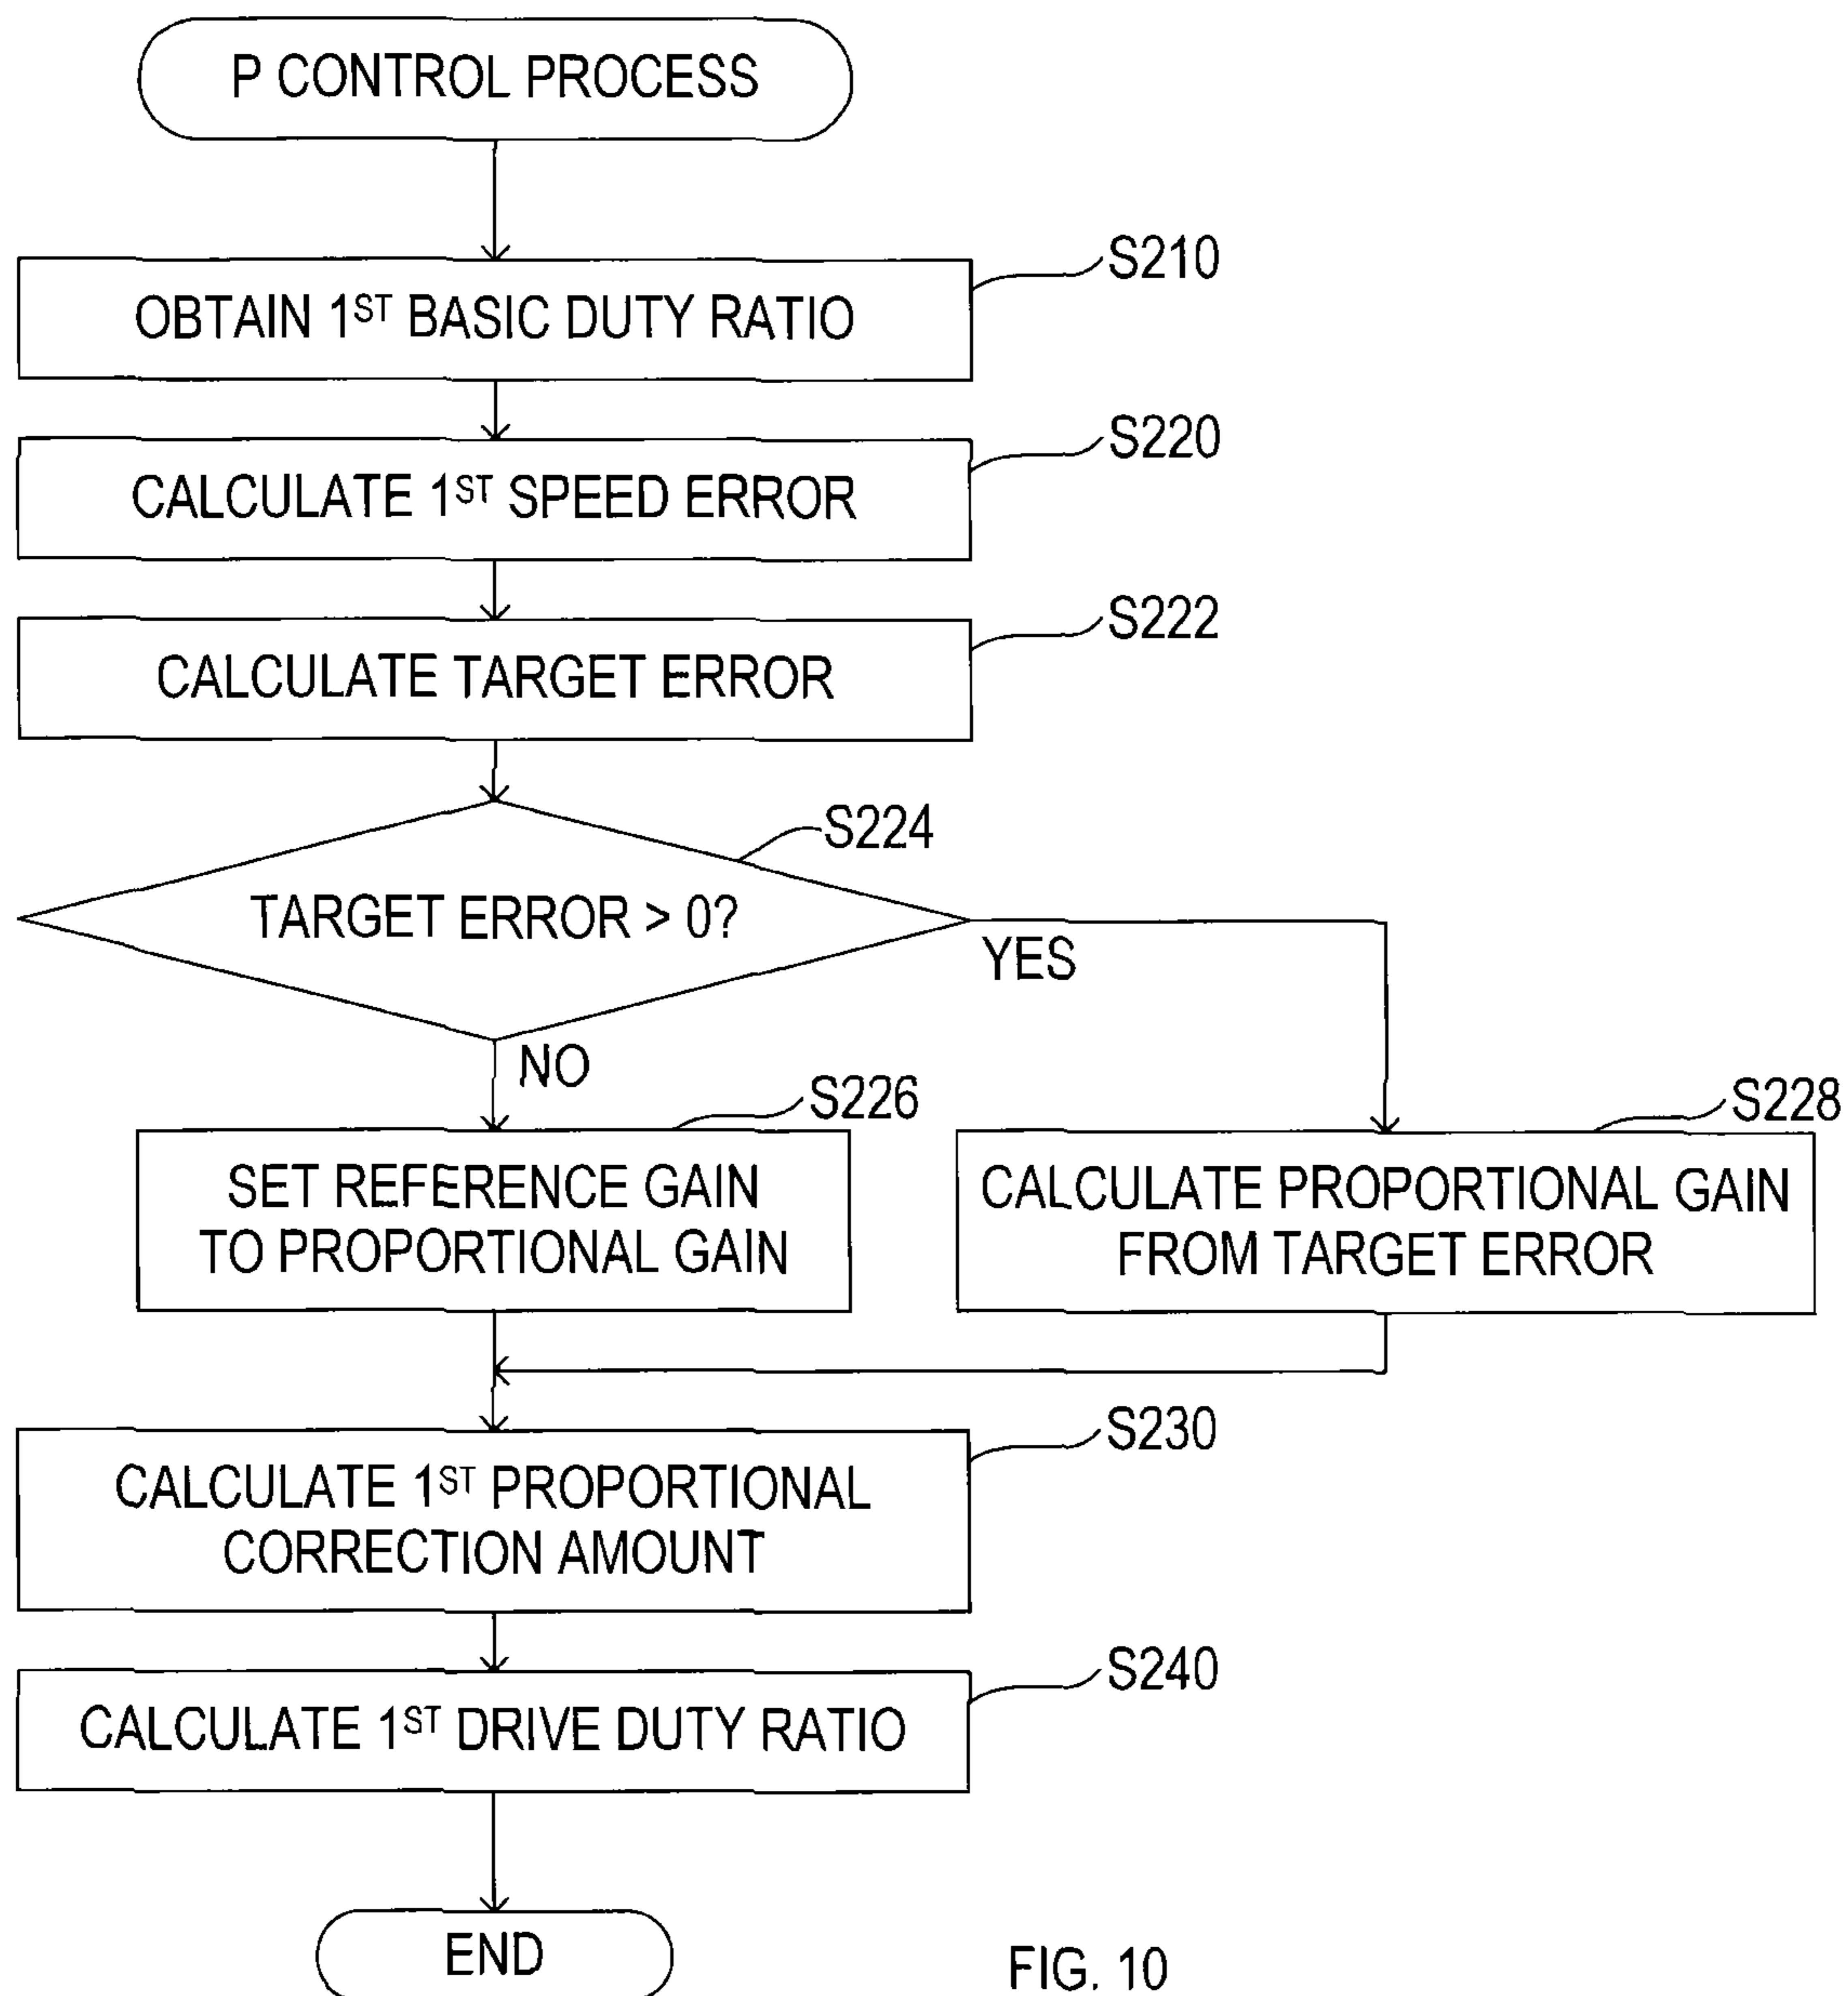 P CONTROL PROCESS
S210
OBTAIN 1ST BASIC DUTY RATIO
S220
CALCULATE 1ST SPEED ERROR
S222
CALCULATE TARGET ERROR
S224
TARGET ERROR > 0?
YES
NO
S226
SET REFERENCE GAIN
TO PROPORTIONAL GAIN
S228
CALCULATE PROPORTIONAL GAIN
FROM TARGET ERROR
S230
CALCULATE 1ST PROPORTIONAL
CORRECTION AMOUNT
S240
CALCULATE 1ST DRIVE DUTY RATIO
END
FIG. 10